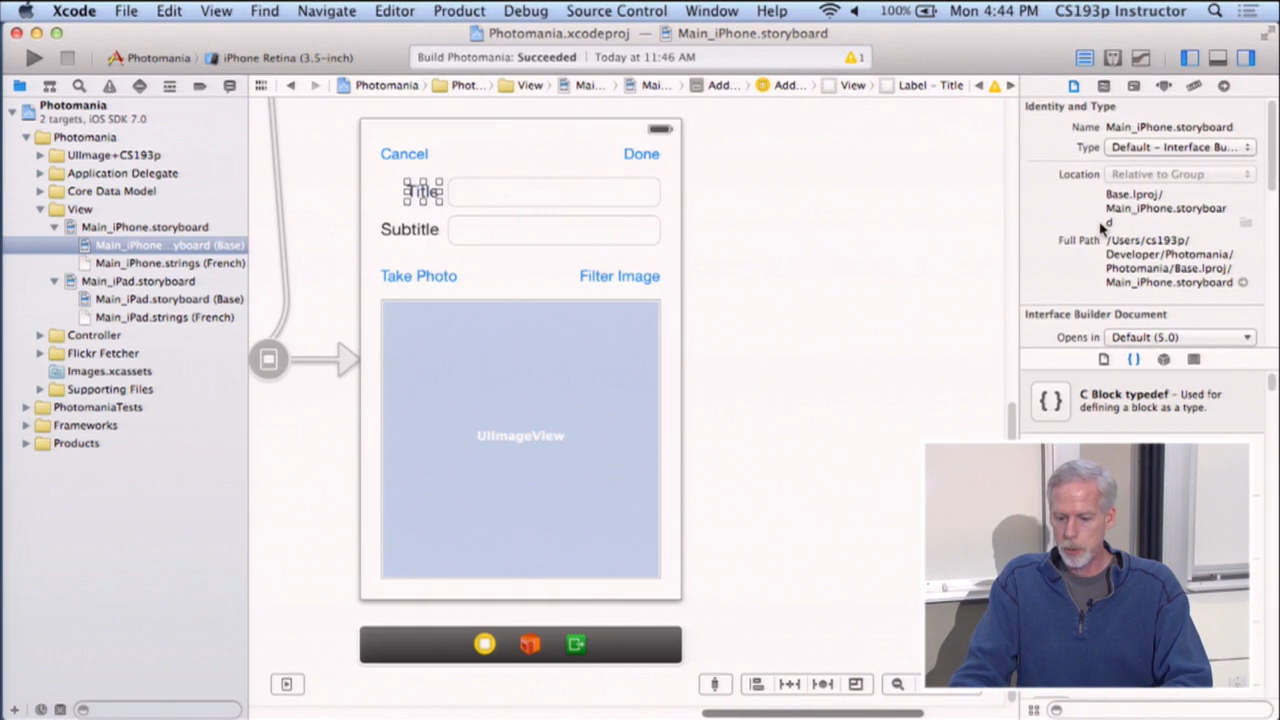 Xcode File Edit View Find Navigate Editor Product Debug Source Control Window Help 100% Mon 4:44 PM CS193p Instructor
Photomania.xcodeproj — Main_iPhone.storyboard
Photomania iPhone Retina (3.5-inch) Build Photomania: Succeeded Today at 11:46 AM 1
Photomania Phot... View Mai... Mai... Add... Add... View Label – Title
Photomania
2 targets, iOS SDK 7.0
Photomania
UIImage+CS193p
Application Delegate
Core Data Model
View
Main_iPhone.storyboard
Main_iPhone...yboard (Base)
Main_iPhone.strings (French)
Main_iPad.storyboard
Main_iPad.storyboard (Base)
Main_iPad.strings (French)
Controller
Flickr Fetcher
Images.xcassets
Supporting Files
PhotomaniaTests
Frameworks
Products
Cancel Done
Title
Subtitle
Take Photo Filter Image
UIImageView
Identity and Type
Name Main_iPhone.storyboard
Type Default – Interface Bu...
Location Relative to Group
Base.lproj/
Main_iPhone.storyboar
d
Full Path /Users/cs193p/
Developer/Photomania/
Photomania/Base.lproj/
Main_iPhone.storyboard
Interface Builder Document
Opens in Default (5.0)
{ }
{ } C Block typedef – Used for
defining a block as a type.